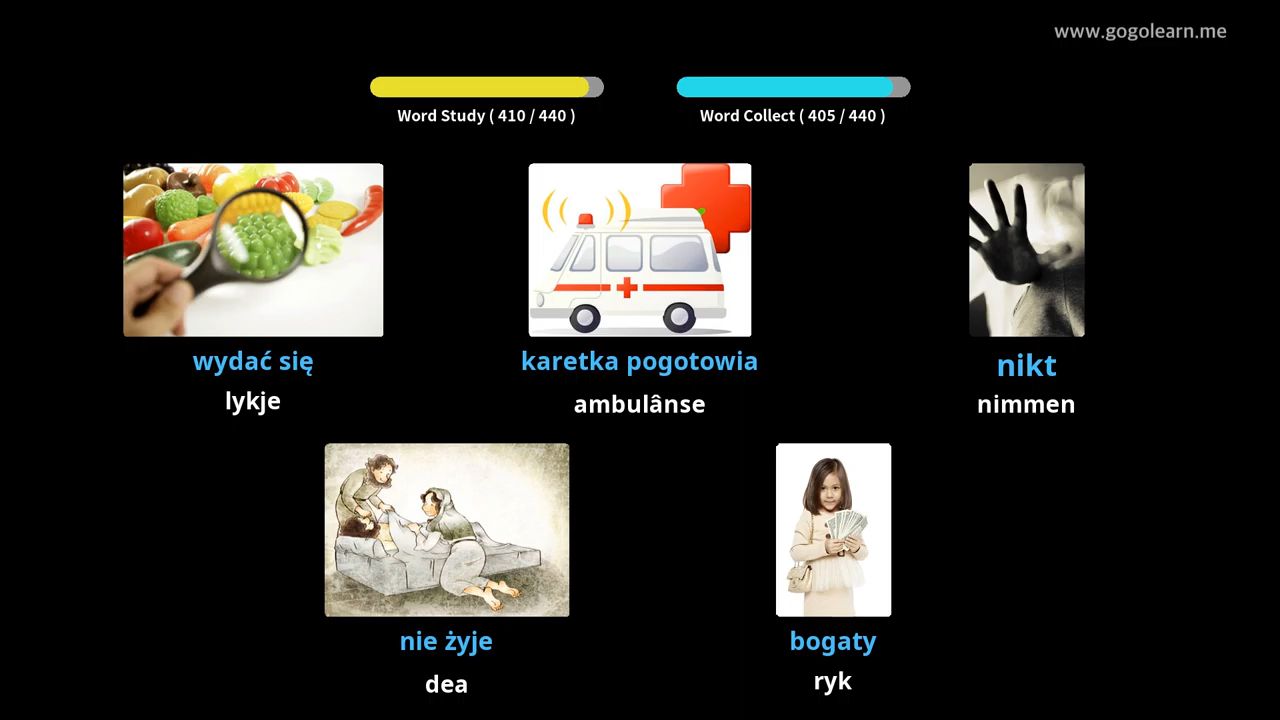 www.gogolearn.me
Word Study ( 410 / 440 )
Word Collect ( 405 / 440 )
wydać się
lykje
karetka pogotowia
ambulânse
nikt
nimmen
nie żyje
dea
bogaty
ryk